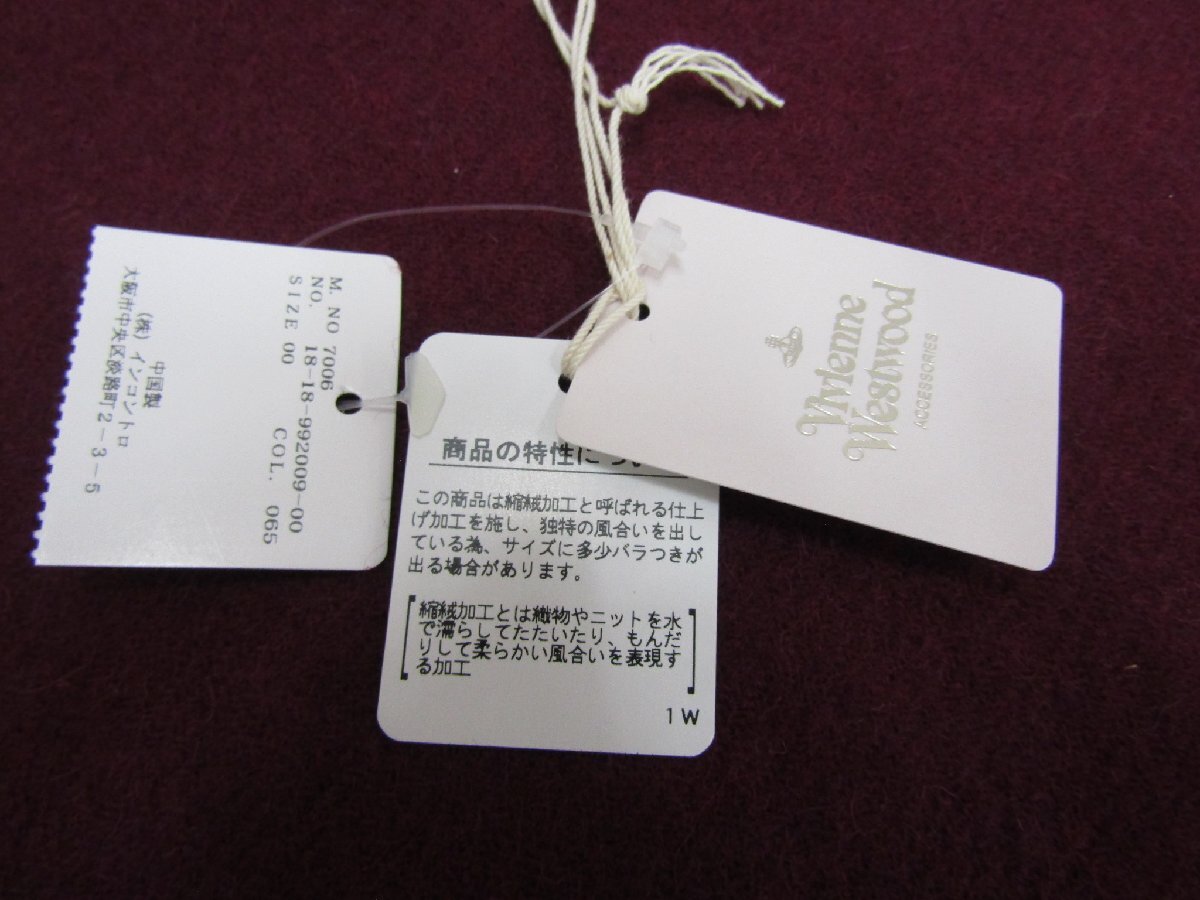 M. NO 7006
NO. 18-18-992009-00
SIZE 00 COL. 065
中国製
(株) インコントロ
大阪市中央区淡路町2-3-5
商品の特性につい
この商品は縮絨加工と呼ばれる仕上
げ加工を施し、独特の風合いを出し
ている為、サイズに多少バラつきが
出る場合があります。
縮絨加工とは織物やニットを水
で濡らしてたたいたり、もんだ
りして柔らかい風合いを表現す
る加工
1W
Vivienne
Westwood
ACCESSORIES